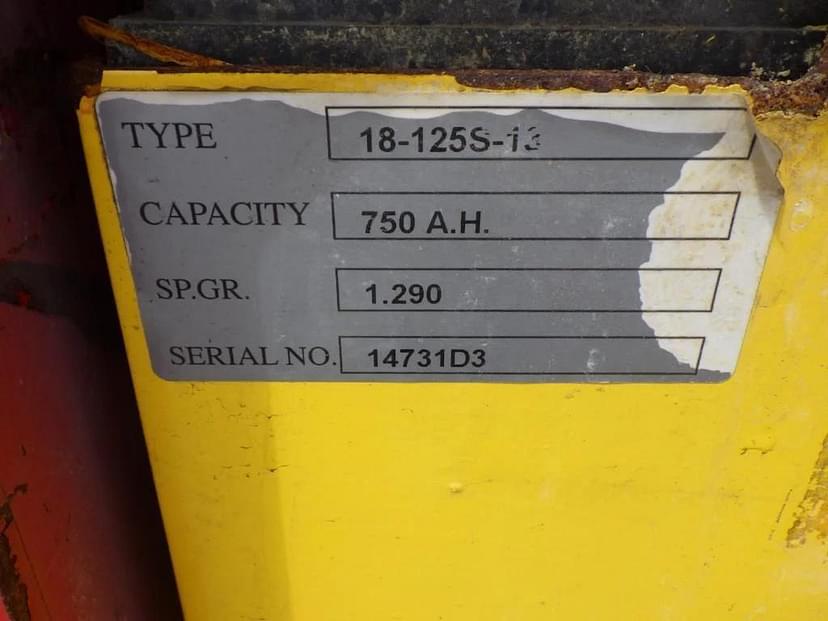 TYPE 18-125S-13
CAPACITY 750 A.H.
SP.GR. 1.290
SERIAL NO. 14731D3